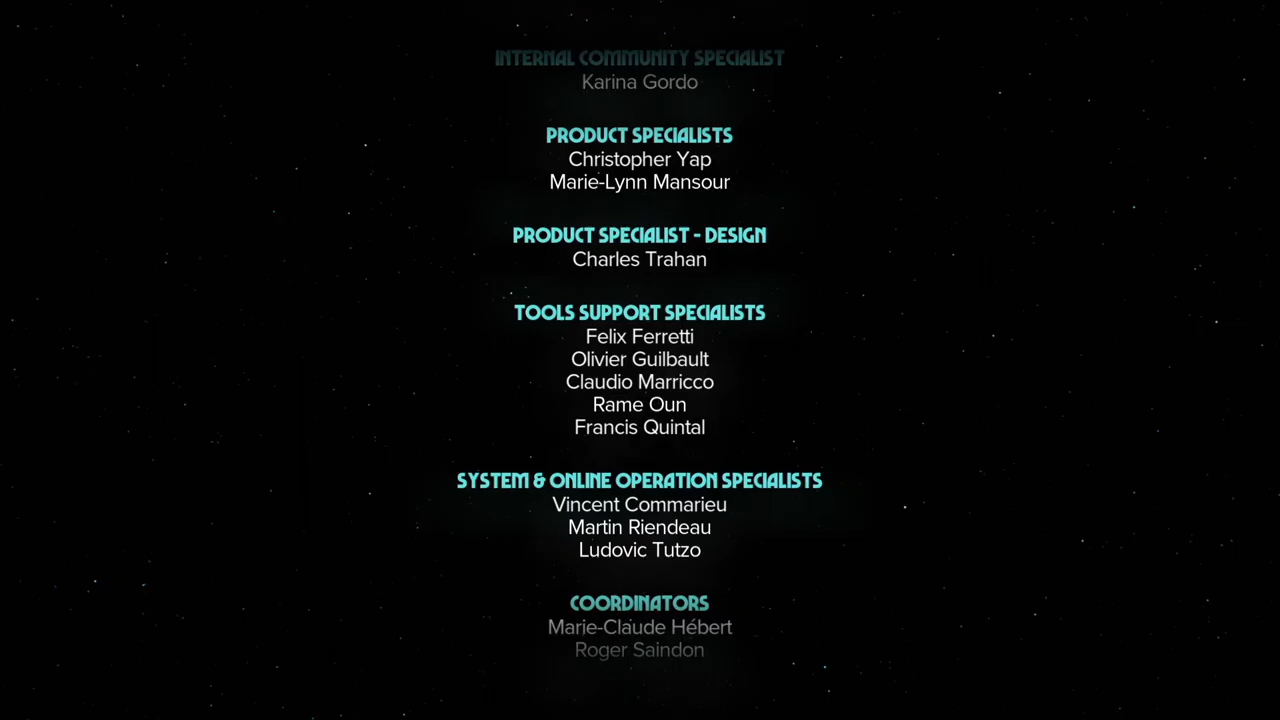 INTERNAL COMMUNITY SPECIALIST
Karina Gordo
PRODUCT SPECIALISTS
Christopher Yap
Marie-Lynn Mansour
PRODUCT SPECIALIST - DESIGN
Charles Trahan
TOOLS SUPPORT SPECIALISTS
Felix Ferretti
Olivier Guilbault
Claudio Marricco
Rame Oun
Francis Quintal
SYSTEM & ONLINE OPERATION SPECIALISTS
Vincent Commarieu
Martin Riendeau
Ludovic Tutzo
COORDINATORS
Marie-Claude Hébert
Roger Saindon